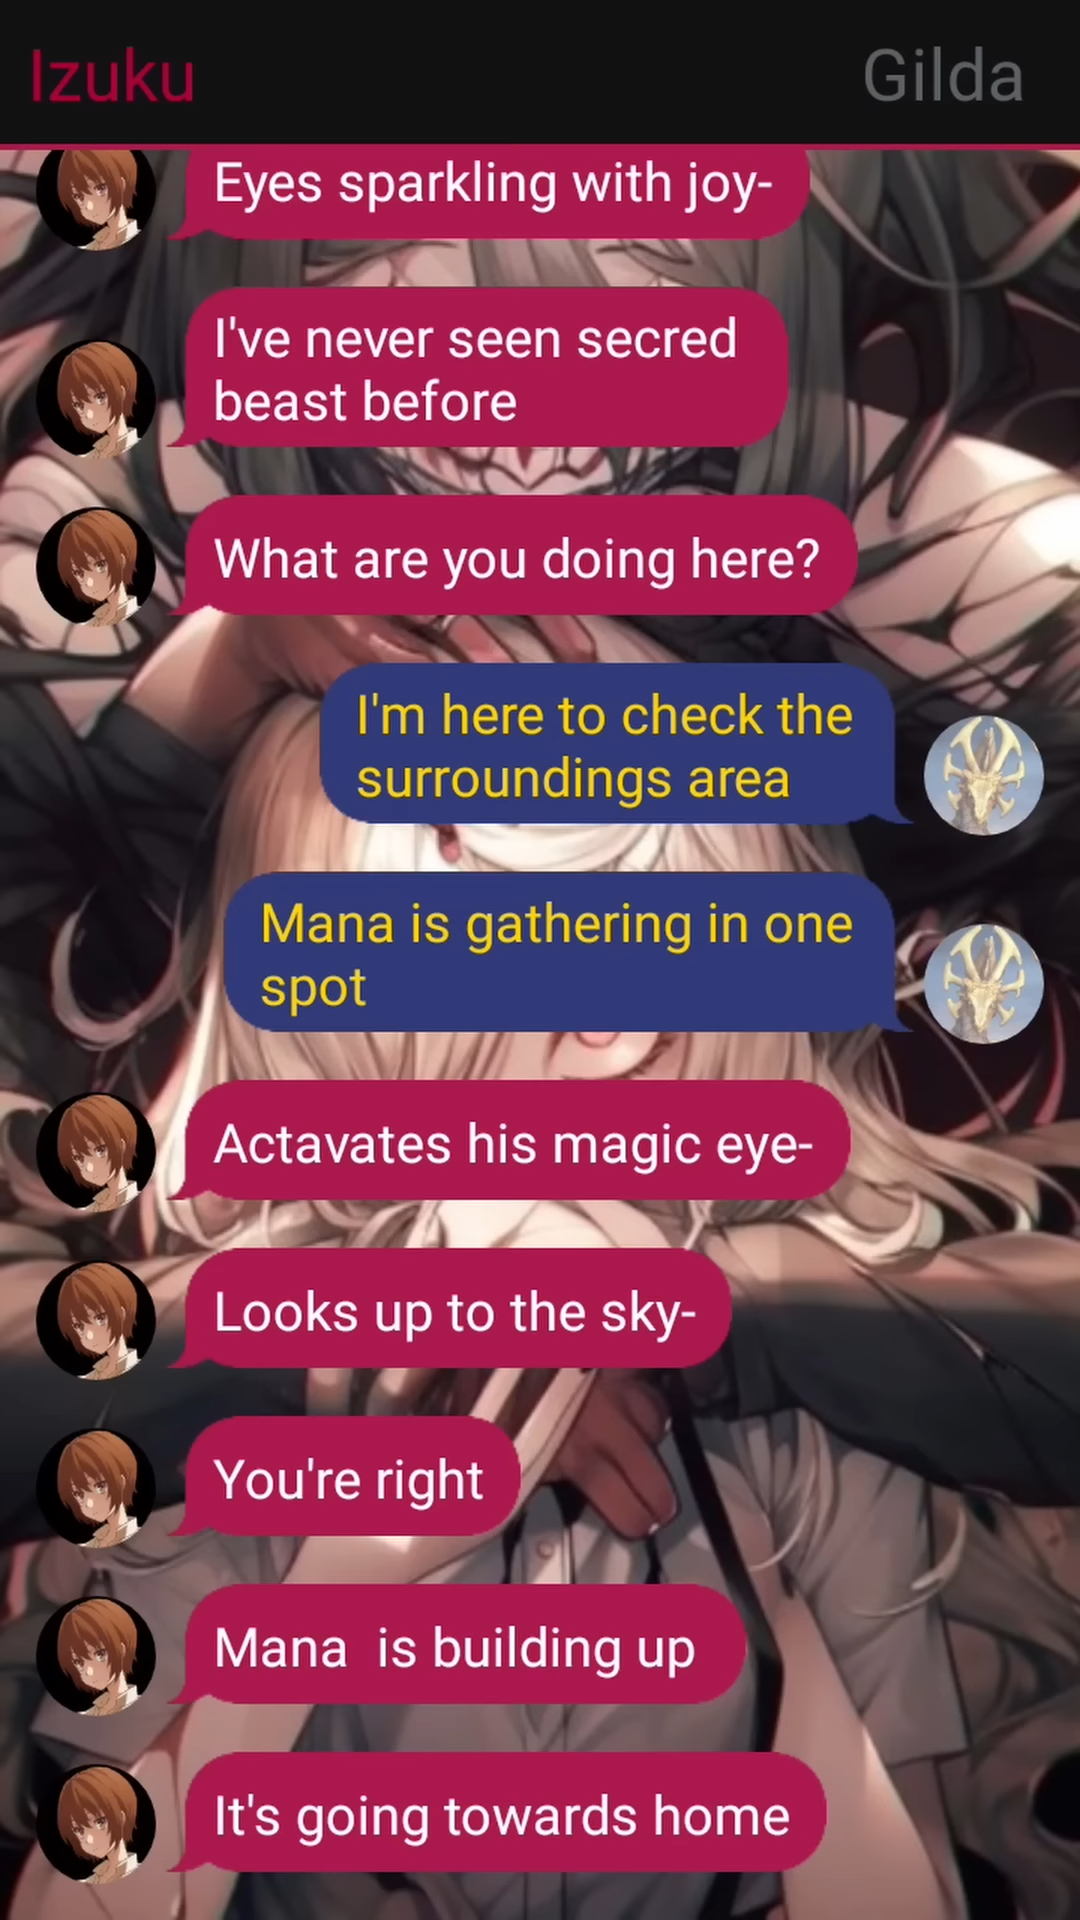 Izuku
Gilda
Eyes sparkling with joy-
I've never seen secred
beast before
What are you doing here?
I'm here to check the
surroundings area
Mana is gathering in one
spot
Actavates his magic eye-
Looks up to the sky-
You're right
Mana  is building up
It's going towards home